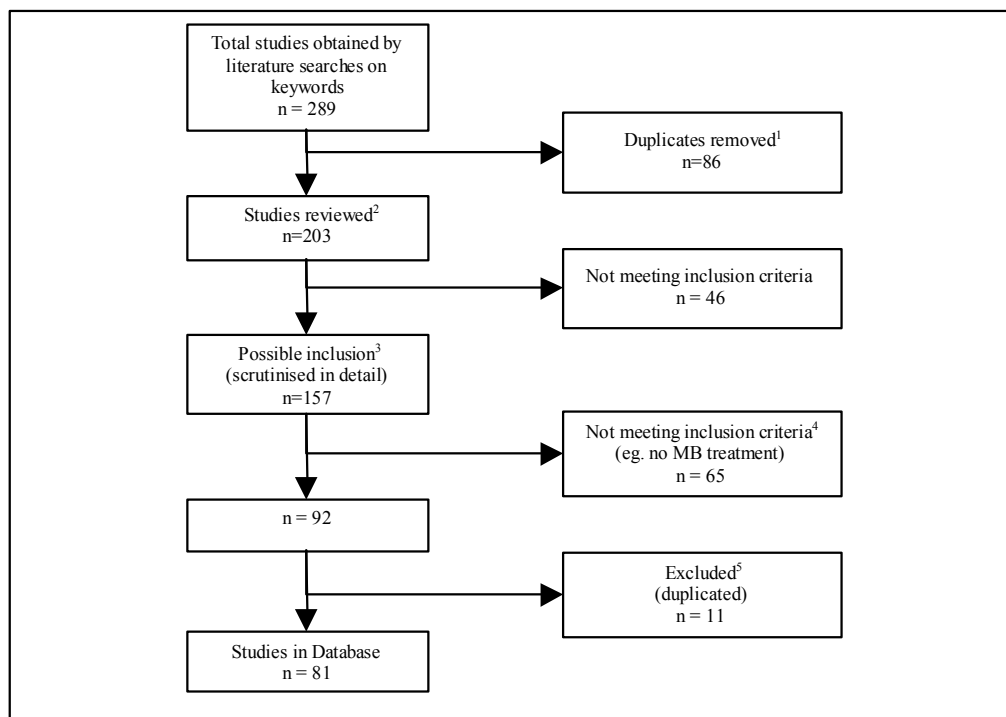 Total studies obtained by
literature searches on
keywords
n = 289
Duplicates removed¹
n=86
Studies reviewed²
n=203
Not meeting inclusion criteria
n = 46
Possible inclusion³
(scrutinised in detail)
n=157
Not meeting inclusion criteria⁴
(eg. no MB treatment)
n = 65
n = 92
Excluded⁵
(duplicated)
n = 11
Studies in Database
n = 81